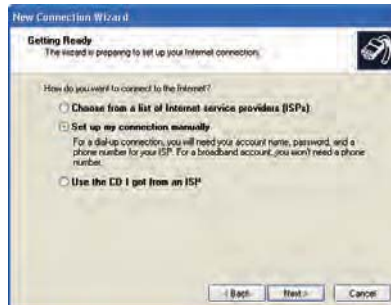 New Connection Wizard
Getting Ready
The wizard is preparing to set up your Internet connection.
How do you want to connect to the Internet?
Choose from a list of Internet service providers (ISPs)
Set up my connection manually
For a dial-up connection, you will need your account name, password, and a
phone number for your ISP. For a broadband account, you won't need a phone
number.
Use the CD I got from an ISP
< Back
Next >
Cancel